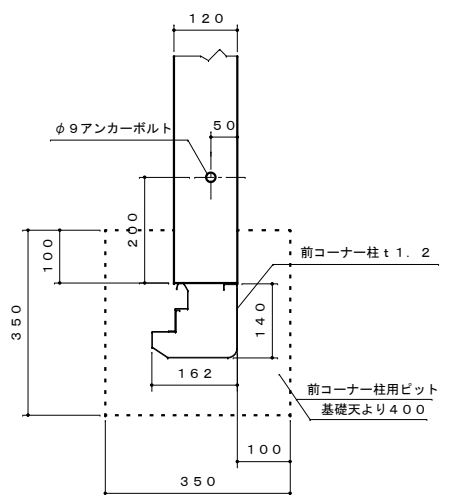 １２０
φ９アンカーボルト
５０
２００
１００
前コーナー柱ｔ１．２
３５０
１４０
１６２
前コーナー柱用ピット
基礎天より４００
１００
３５０